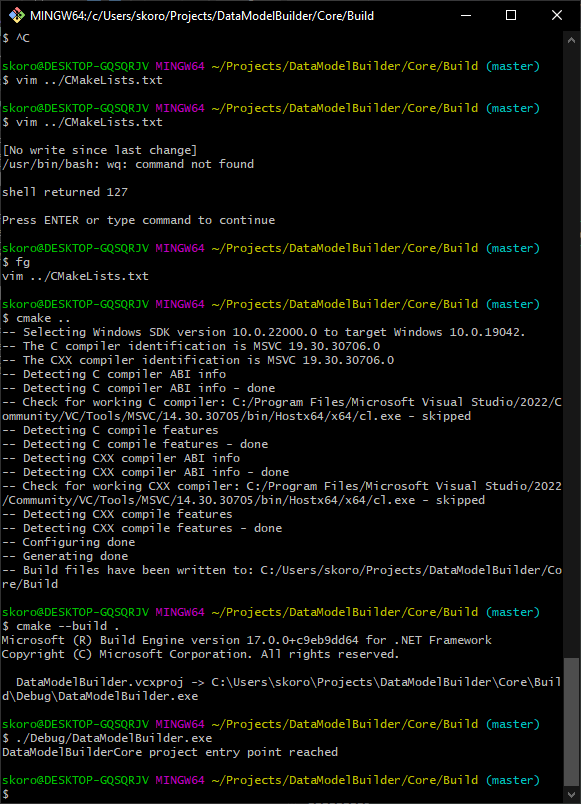 MINGW64:/c/Users/skoro/Projects/DataModelBuilder/Core/Build
$ ^C
skoro@DESKTOP-GQSQRJV MINGW64 ~/Projects/DataModelBuilder/Core/Build (master)
$ vim ../CMakeLists.txt
skoro@DESKTOP-GQSQRJV MINGW64 ~/Projects/DataModelBuilder/Core/Build (master)
$ vim ../CMakeLists.txt
[No write since last change]
/usr/bin/bash: wq: command not found
shell returned 127
Press ENTER or type command to continue
skoro@DESKTOP-GQSQRJV MINGW64 ~/Projects/DataModelBuilder/Core/Build (master)
$ fg
vim ../CMakeLists.txt
skoro@DESKTOP-GQSQRJV MINGW64 ~/Projects/DataModelBuilder/Core/Build (master)
$ cmake ..
-- Selecting Windows SDK version 10.0.22000.0 to target Windows 10.0.19042.
-- The C compiler identification is MSVC 19.30.30706.0
-- The CXX compiler identification is MSVC 19.30.30706.0
-- Detecting C compiler ABI info
-- Detecting C compiler ABI info - done
-- Check for working C compiler: C:/Program Files/Microsoft Visual Studio/2022/C
ommunity/VC/Tools/MSVC/14.30.30705/bin/Hostx64/x64/cl.exe - skipped
-- Detecting C compile features
-- Detecting C compile features - done
-- Detecting CXX compiler ABI info
-- Detecting CXX compiler ABI info - done
-- Check for working CXX compiler: C:/Program Files/Microsoft Visual Studio/2022
/Community/VC/Tools/MSVC/14.30.30705/bin/Hostx64/x64/cl.exe - skipped
-- Detecting CXX compile features
-- Detecting CXX compile features - done
-- Configuring done
-- Generating done
-- Build files have been written to: C:/Users/skoro/Projects/DataModelBuilder/Co
re/Build
skoro@DESKTOP-GQSQRJV MINGW64 ~/Projects/DataModelBuilder/Core/Build (master)
$ cmake --build .
Microsoft (R) Build Engine version 17.0.0+c9eb9dd64 for .NET Framework
Copyright (C) Microsoft Corporation. All rights reserved.
DataModelBuilder.vcxproj -> C:\Users\skoro\Projects\DataModelBuilder\Core\Buil
d\Debug\DataModelBuilder.exe
skoro@DESKTOP-GQSQRJV MINGW64 ~/Projects/DataModelBuilder/Core/Build (master)
$ ./Debug/DataModelBuilder.exe
DataModelBuilderCore project entry point reached
skoro@DESKTOP-GQSQRJV MINGW64 ~/Projects/DataModelBuilder/Core/Build (master)
$